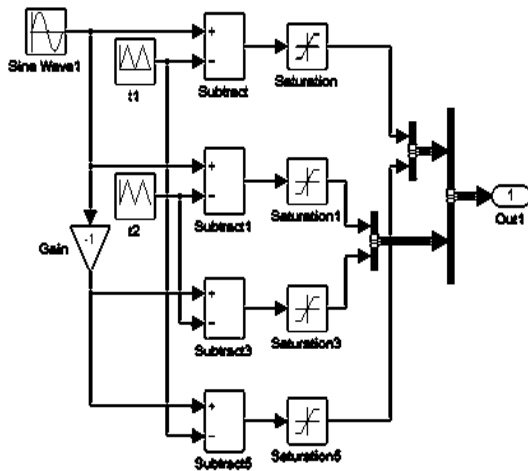 Sine Wave1
t1
+
−
Subtract
Saturation
t2
+
−
Subtract1
Saturation1
-1
Gain
1
Out1
+
−
Subtract3
Saturation3
+
−
Subtract5
Saturation5